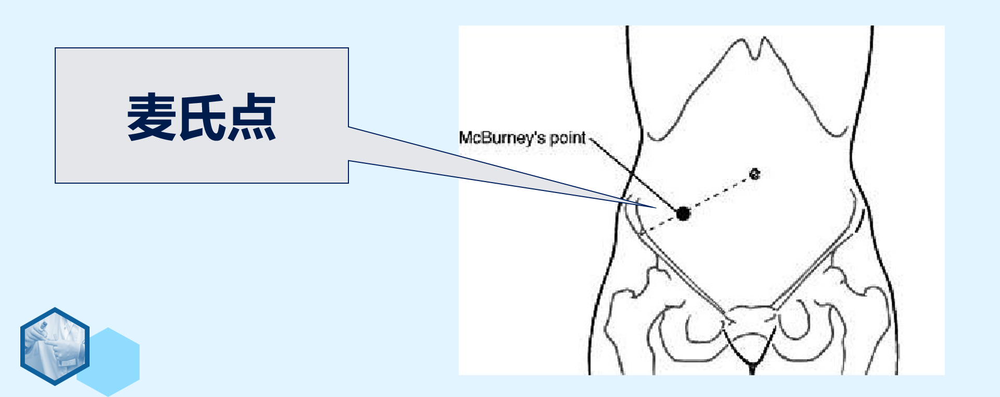 麦氏点
McBurney's point